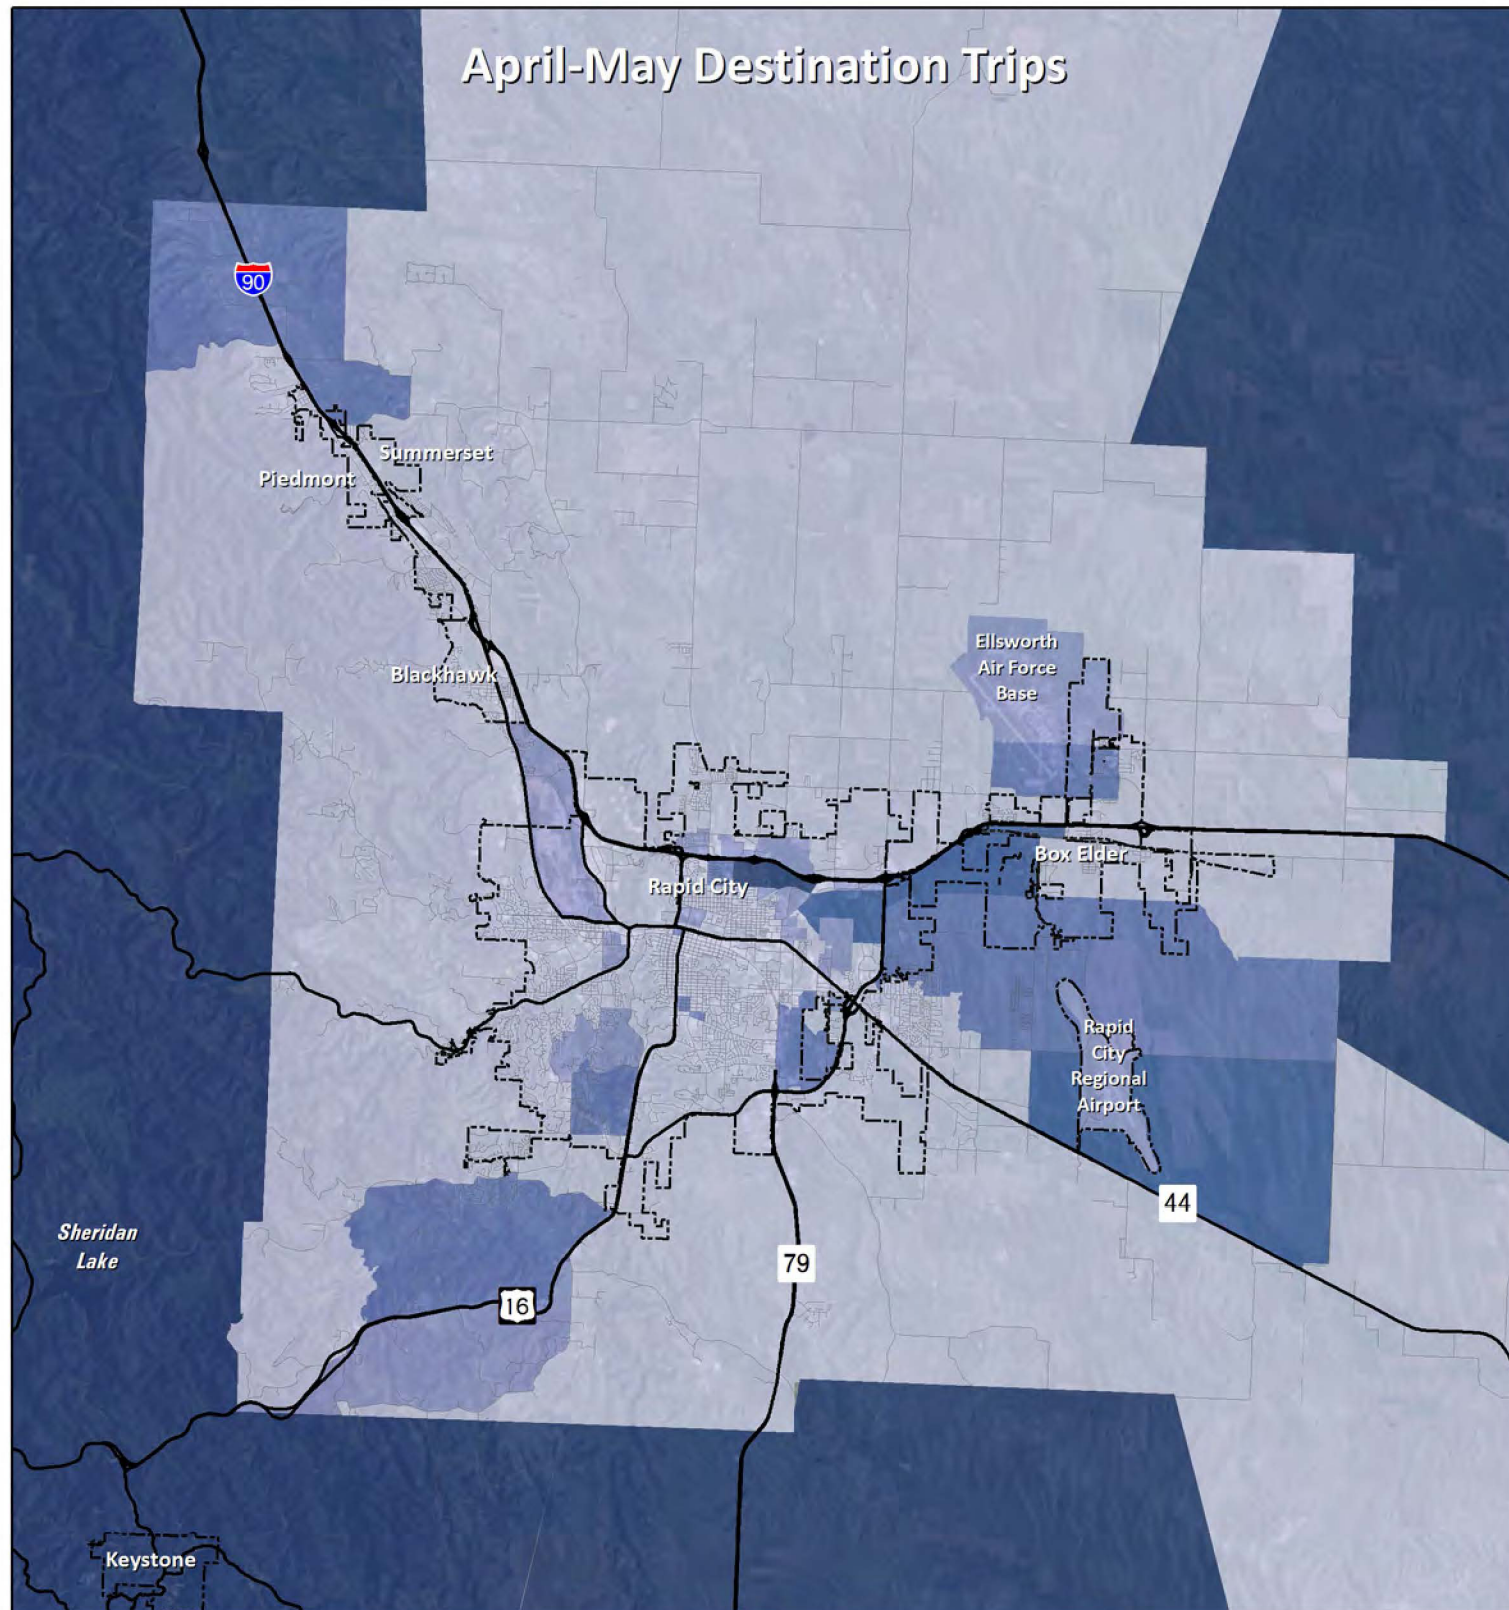 April-May Destination Trips
90
Summerset
Piedmont
Ellsworth
Air Force
Base
Blackhawk
Box Elder
Rapid City
Rapid
City
Regional
Airport
44
Sheridan
Lake
79
16
Keystone